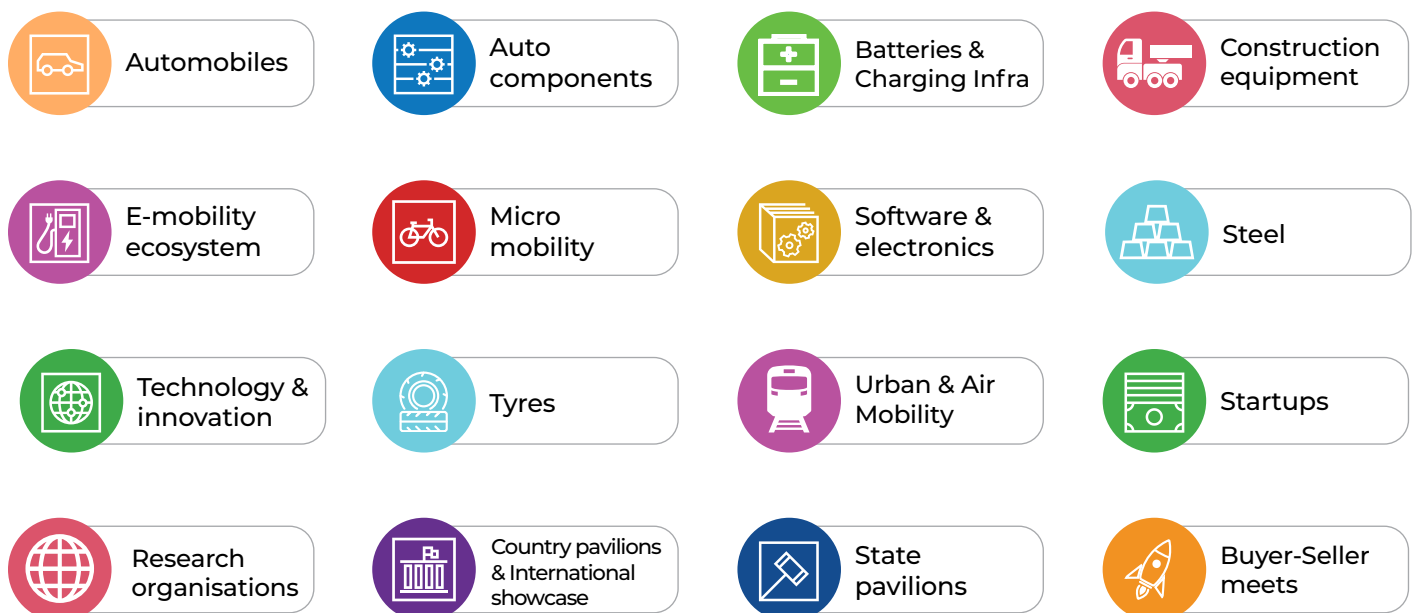 Automobiles
Auto
components
Batteries &
Charging Infra
Construction
equipment
E-mobility
ecosystem
Micro
mobility
Software &
electronics
Steel
Technology &
innovation
Tyres
Urban & Air
Mobility
Startups
Research
organisations
Country pavilions
& International
showcase
State
pavilions
Buyer-Seller
meets